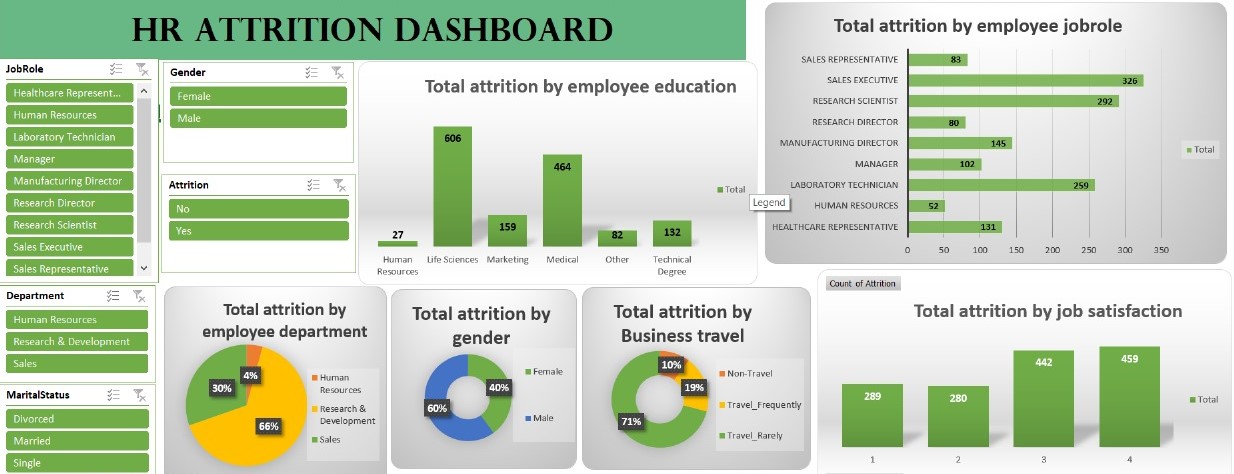 HR ATTRITION DASHBOARD
JobRole
Healthcare Represent...
Human Resources
Laboratory Technician
Manager
Manufacturing Director
Research Director
Research Scientist
Sales Executive
Sales Representative
Gender
Female
Male
Attrition
No
Yes
Total attrition by employee education
606
464
159
132
82
27
Human Resources
Life Sciences
Marketing
Medical
Other
Technical Degree
Total
Legend
Total attrition by employee jobrole
SALES REPRESENTATIVE 83
SALES EXECUTIVE 326
RESEARCH SCIENTIST 292
RESEARCH DIRECTOR 80
MANUFACTURING DIRECTOR 145
MANAGER 102
LABORATORY TECHNICIAN 259
HUMAN RESOURCES 52
HEALTHCARE REPRESENTATIVE 131
0 50 100 150 200 250 300 350
Total
Department
Human Resources
Research & Development
Sales
MaritalStatus
Divorced
Married
Single
Total attrition by
employee department
4%
30%
66%
Human
Resources
Research &
Development
Sales
Total attrition by
gender
40%
60%
Female
Male
Total attrition by
Business travel
10%
19%
71%
Non-Travel
Travel_Frequently
Travel_Rarely
Count of Attrition
Total attrition by job satisfaction
289 280 442 459
1 2 3 4
Total